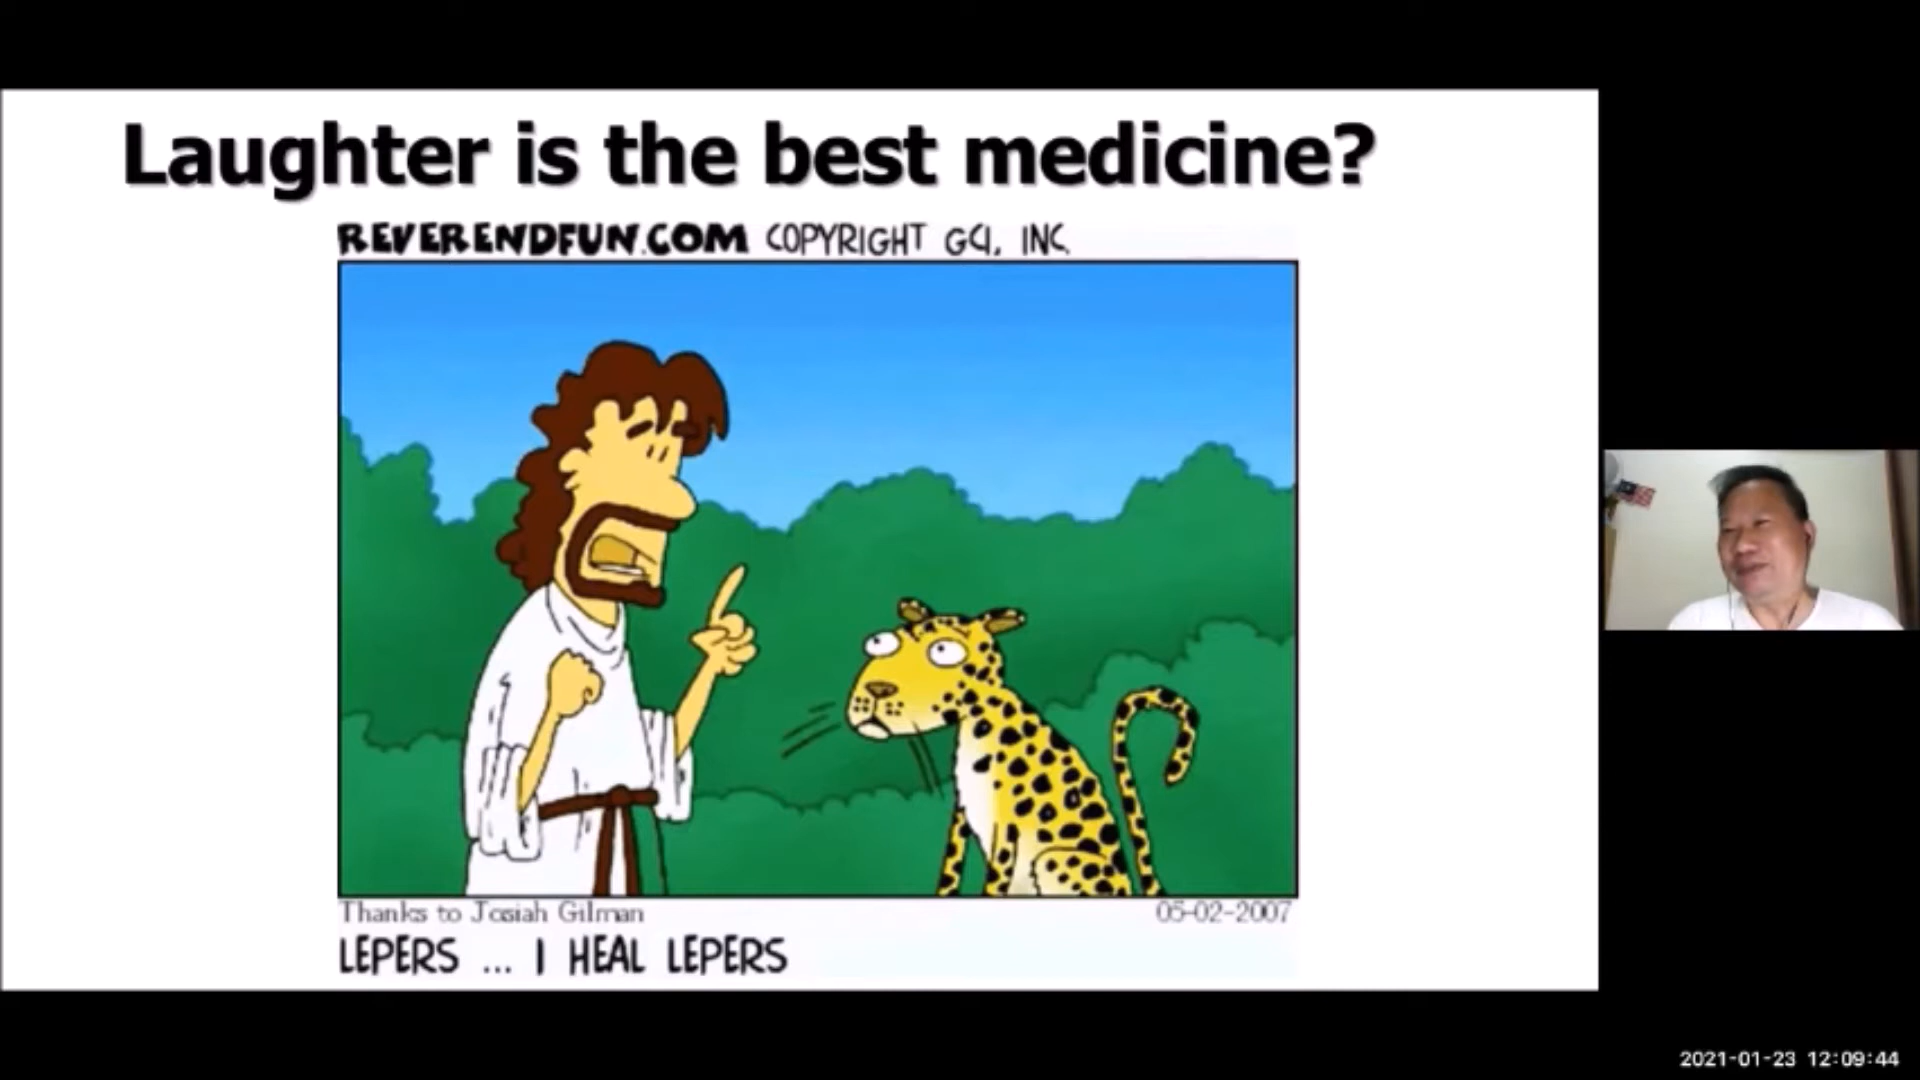 Laughter is the best medicine?
REVERENDFUN.COM COPYRIGHT GCI, INC.
Thanks to Josiah Gilman 05-02-2007
LEPERS ... I HEAL LEPERS
2021-01-23 12:09:44